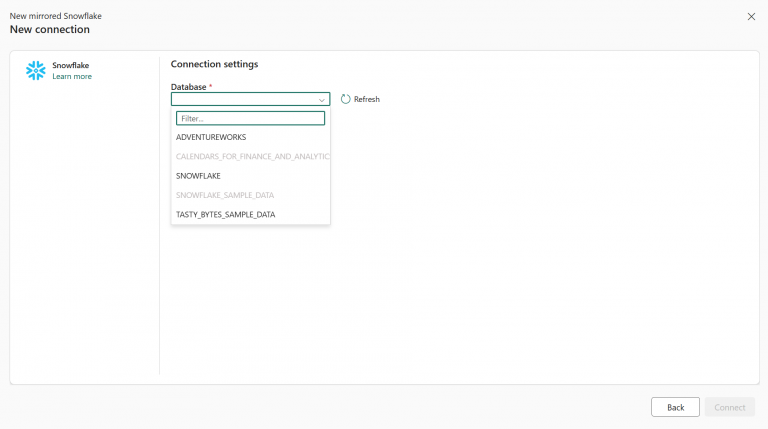 New mirrored Snowflake
New connection
Snowflake
Learn more
Connection settings
Database *
Refresh
Filter...
ADVENTUREWORKS
CALENDARS_FOR_FINANCE_AND_ANALYTIC
SNOWFLAKE
SNOWFLAKE_SAMPLE_DATA
TASTY_BYTES_SAMPLE_DATA
Back
Connect